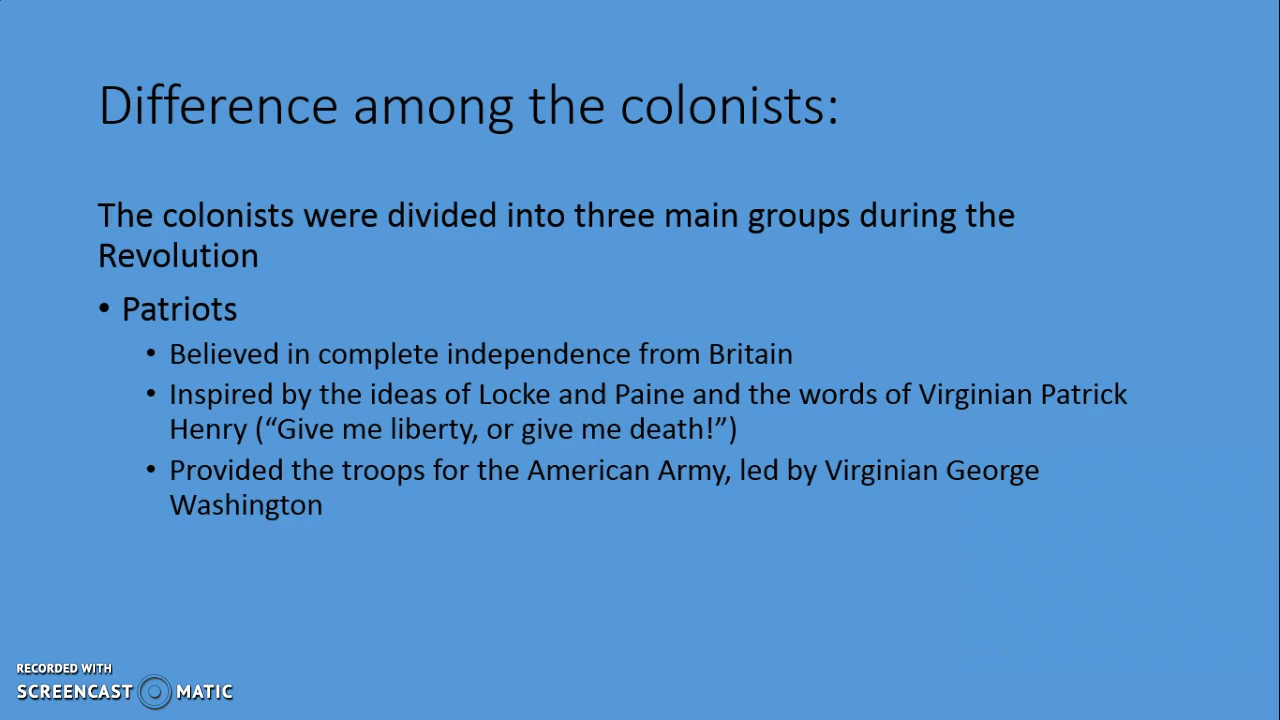 Difference among the colonists:
The colonists were divided into three main groups during the
Revolution
• Patriots
• Believed in complete independence from Britain
• Inspired by the ideas of Locke and Paine and the words of Virginian Patrick
Henry (“Give me liberty, or give me death!”)
• Provided the troops for the American Army, led by Virginian George
Washington
RECORDED WITH
SCREENCAST MATIC